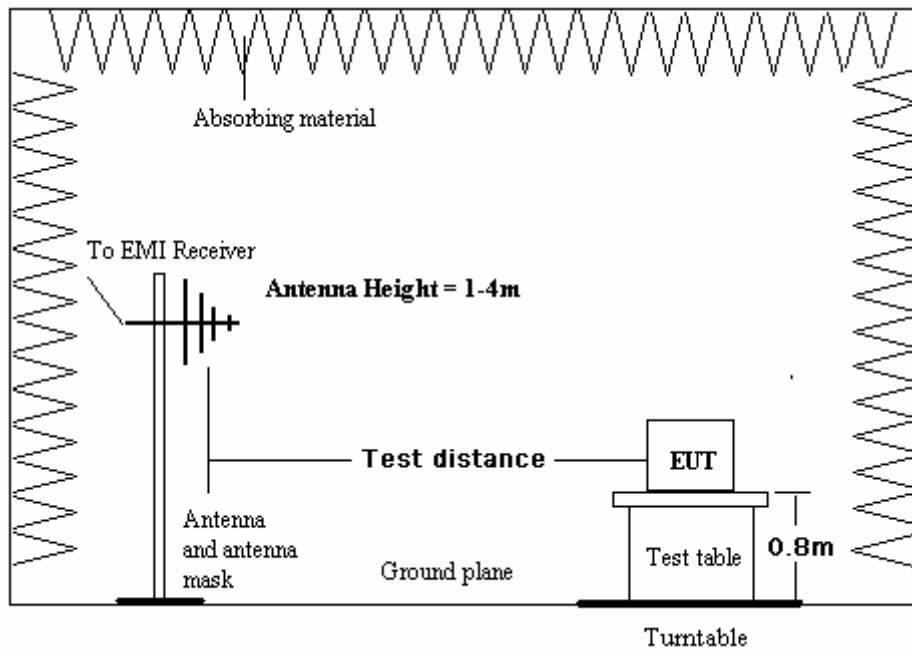 Absorbing material
To EMI Receiver
Antenna Height = 1-4m
Test distance
EUT
Antenna
and antenna
mask
Ground plane
Test table
0.8m
Turntable